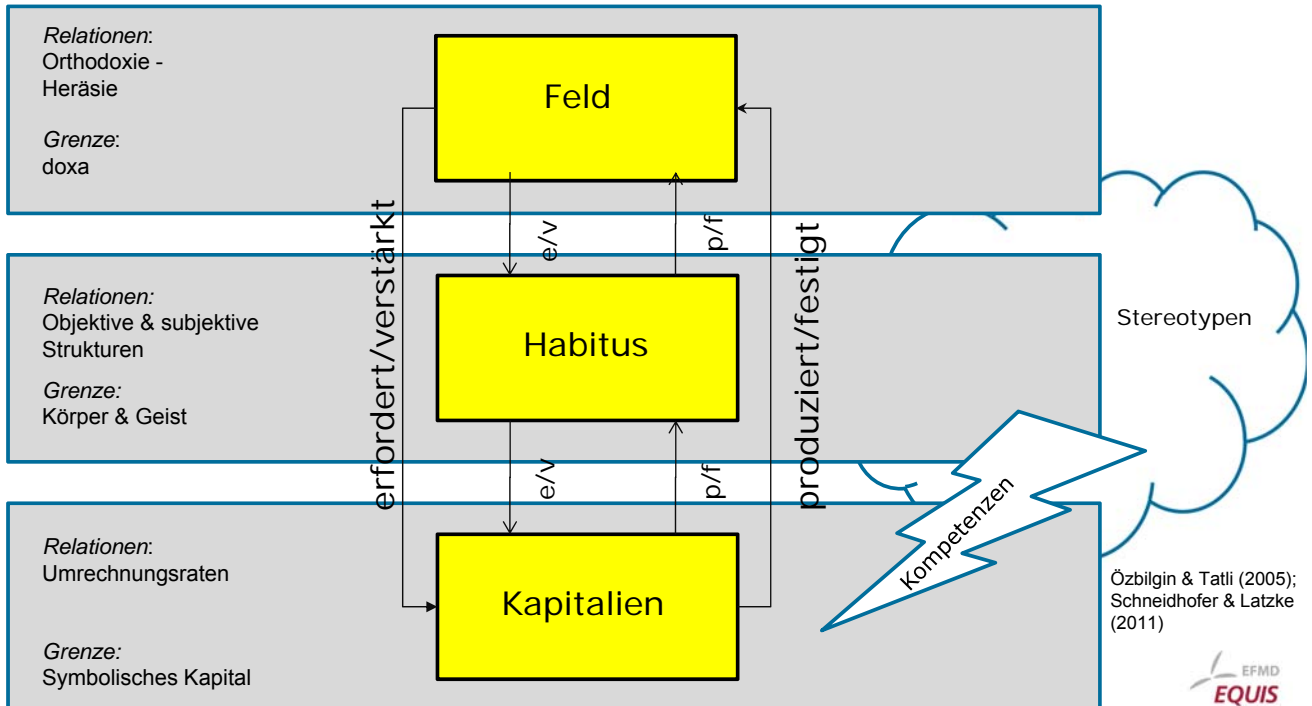 Relationen:
Orthodoxie -
Heräsie
Grenze:
doxa
Feld
erfordert/verstärkt
e/v
p/f
produziert/festigt
Relationen:
Objektive & subjektive
Strukturen
Grenze:
Körper & Geist
Habitus
Stereotypen
e/v
p/f
Kompetenzen
Relationen:
Umrechnungsraten
Grenze:
Symbolisches Kapital
Kapitalien
Özbilgin & Tatli (2005);
Schneidhofer & Latzke
(2011)
EFMD
EQUIS